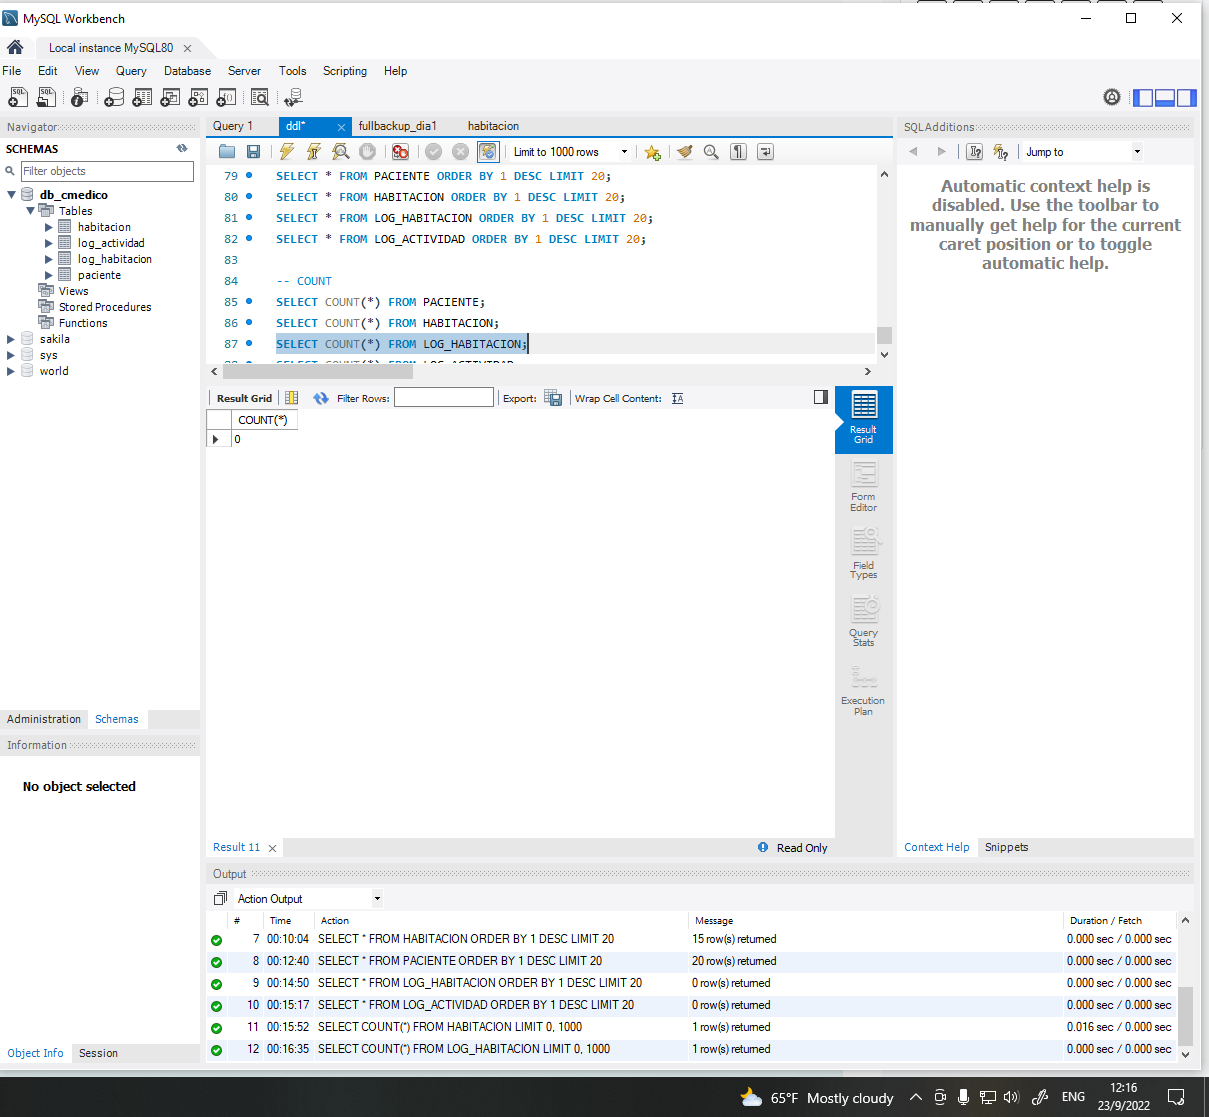 MySQL Workbench
Local instance MySQL80
File Edit View Query Database Server Tools Scripting Help
Navigator
SCHEMAS
Filter objects
db_cmedico
Tables
habitacion
log_actividad
log_habitacion
paciente
Views
Stored Procedures
Functions
sakila
sys
world
Administration Schemas
Information
No object selected
Object Info Session
Query 1 ddl* fullbackup_dia1 habitacion
Limit to 1000 rows
79 SELECT * FROM PACIENTE ORDER BY 1 DESC LIMIT 20;
80 SELECT * FROM HABITACION ORDER BY 1 DESC LIMIT 20;
81 SELECT * FROM LOG_HABITACION ORDER BY 1 DESC LIMIT 20;
82 SELECT * FROM LOG_ACTIVIDAD ORDER BY 1 DESC LIMIT 20;
83
84 -- COUNT
85 SELECT COUNT(*) FROM PACIENTE;
86 SELECT COUNT(*) FROM HABITACION;
87 SELECT COUNT(*) FROM LOG_HABITACION;
88 SELECT COUNT(*) FROM LOG_ACTIVIDAD
Result Grid Filter Rows: Export: Wrap Cell Content:
COUNT(*)
0
Result Grid
Form Editor
Field Types
Query Stats
Execution Plan
Result 11 Read Only
SQLAdditions
Jump to
Automatic context help is
disabled. Use the toolbar to
manually get help for the current
caret position or to toggle
automatic help.
Context Help Snippets
Output
Action Output
# Time Action Message Duration / Fetch
7 00:10:04 SELECT * FROM HABITACION ORDER BY 1 DESC LIMIT 20 15 row(s) returned 0.000 sec / 0.000 sec
8 00:12:40 SELECT * FROM PACIENTE ORDER BY 1 DESC LIMIT 20 20 row(s) returned 0.000 sec / 0.000 sec
9 00:14:50 SELECT * FROM LOG_HABITACION ORDER BY 1 DESC LIMIT 20 0 row(s) returned 0.000 sec / 0.000 sec
10 00:15:17 SELECT * FROM LOG_ACTIVIDAD ORDER BY 1 DESC LIMIT 20 0 row(s) returned 0.000 sec / 0.000 sec
11 00:15:52 SELECT COUNT(*) FROM HABITACION LIMIT 0, 1000 1 row(s) returned 0.016 sec / 0.000 sec
12 00:16:35 SELECT COUNT(*) FROM LOG_HABITACION LIMIT 0, 1000 1 row(s) returned 0.000 sec / 0.000 sec
65°F Mostly cloudy ENG 12:16
23/9/2022